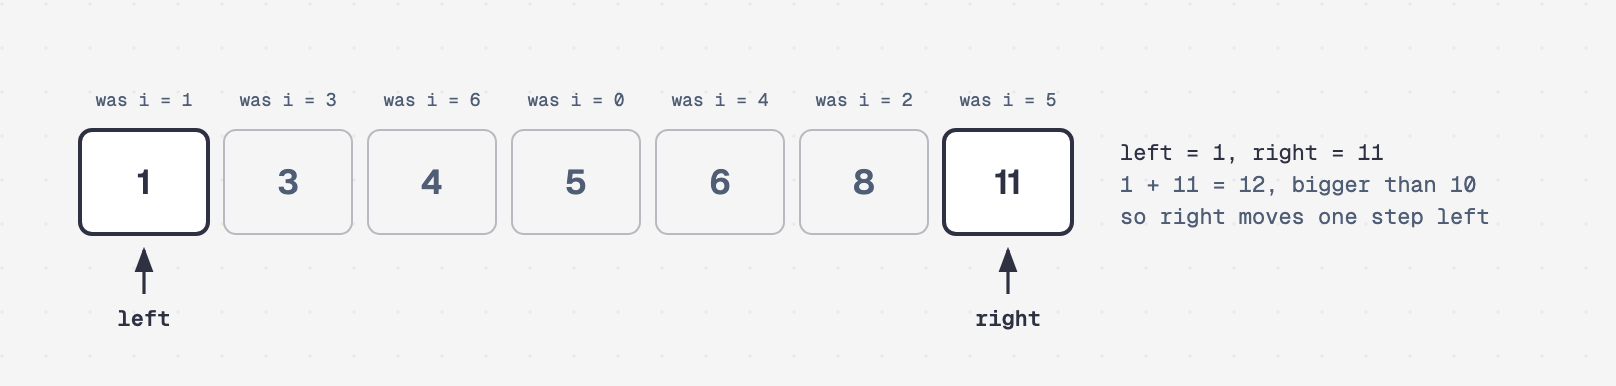 was i = 1 was i = 3 was i = 6 was i = 0 was i = 4 was i = 2 was i = 5
1 3 4 5 6 8 11
left = 1, right = 11
1 + 11 = 12, bigger than 10
so right moves one step left
left right